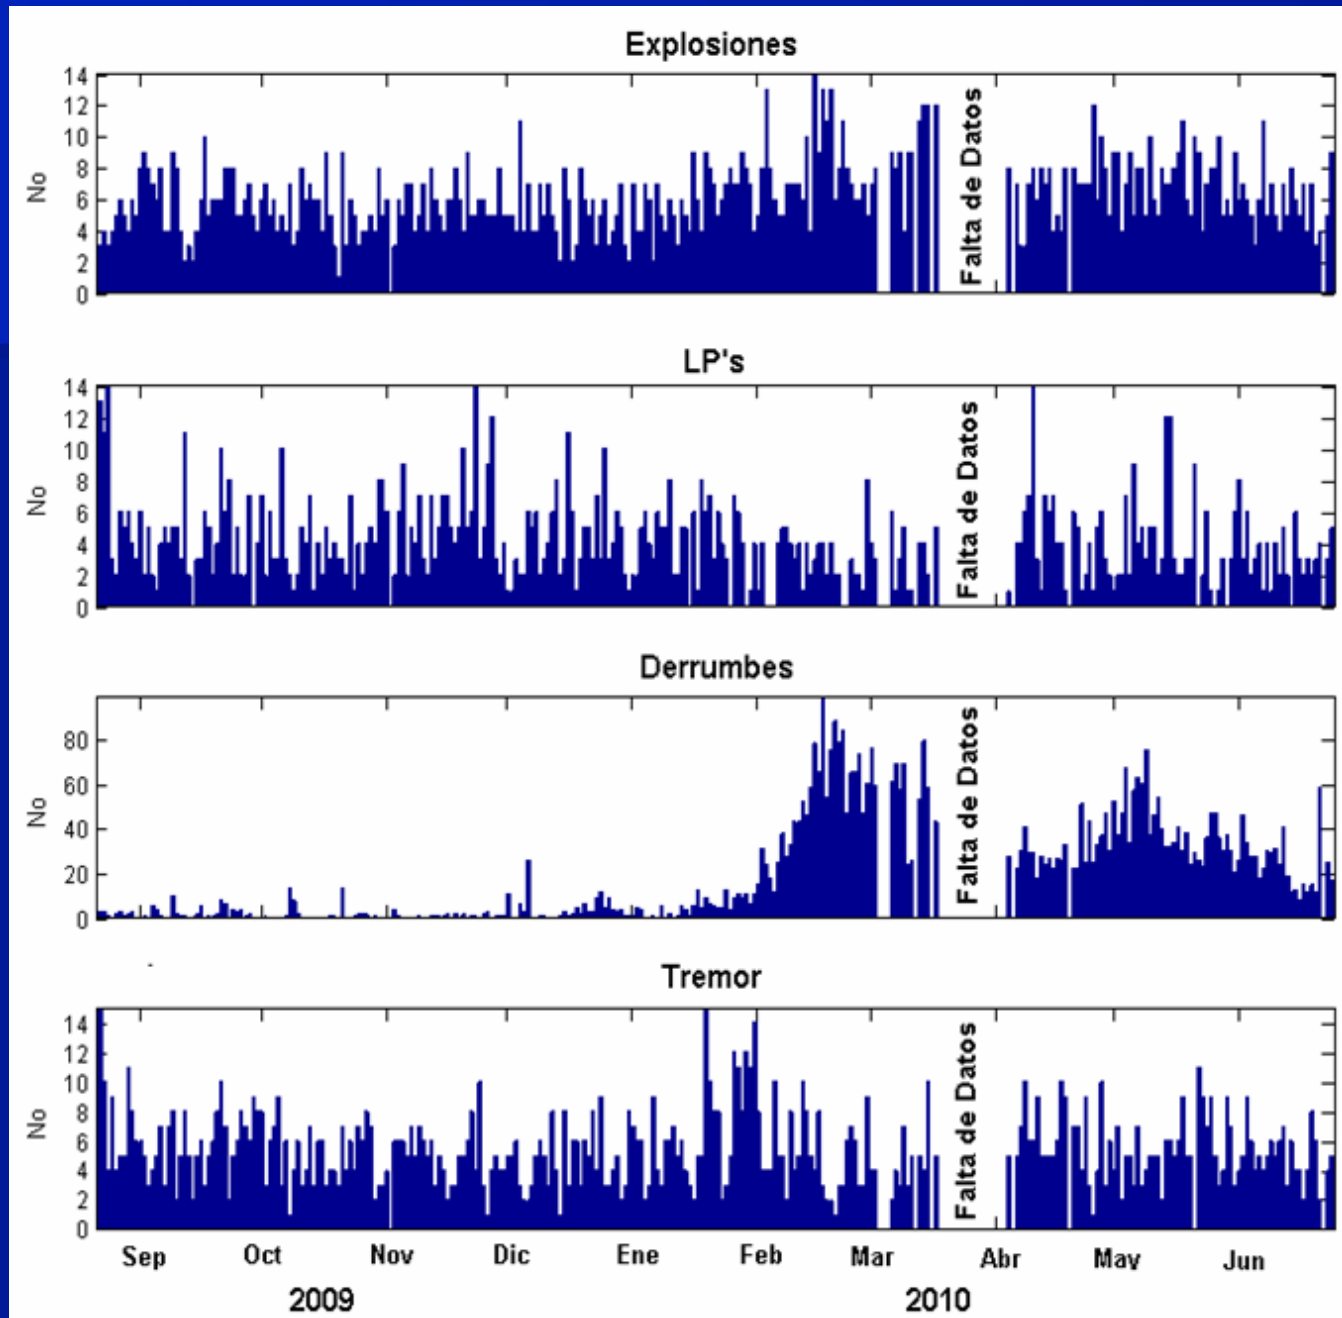 Explosiones
14
12
10
8
6
4
2
0
No
Falta de Datos
LP's
14
12
10
8
6
4
2
0
No
Falta de Datos
Derrumbes
80
60
40
20
0
No
Falta de Datos
Tremor
14
12
10
8
6
4
2
0
No
Falta de Datos
Sep Oct Nov Dic Ene Feb Mar Abr May Jun
2009 2010